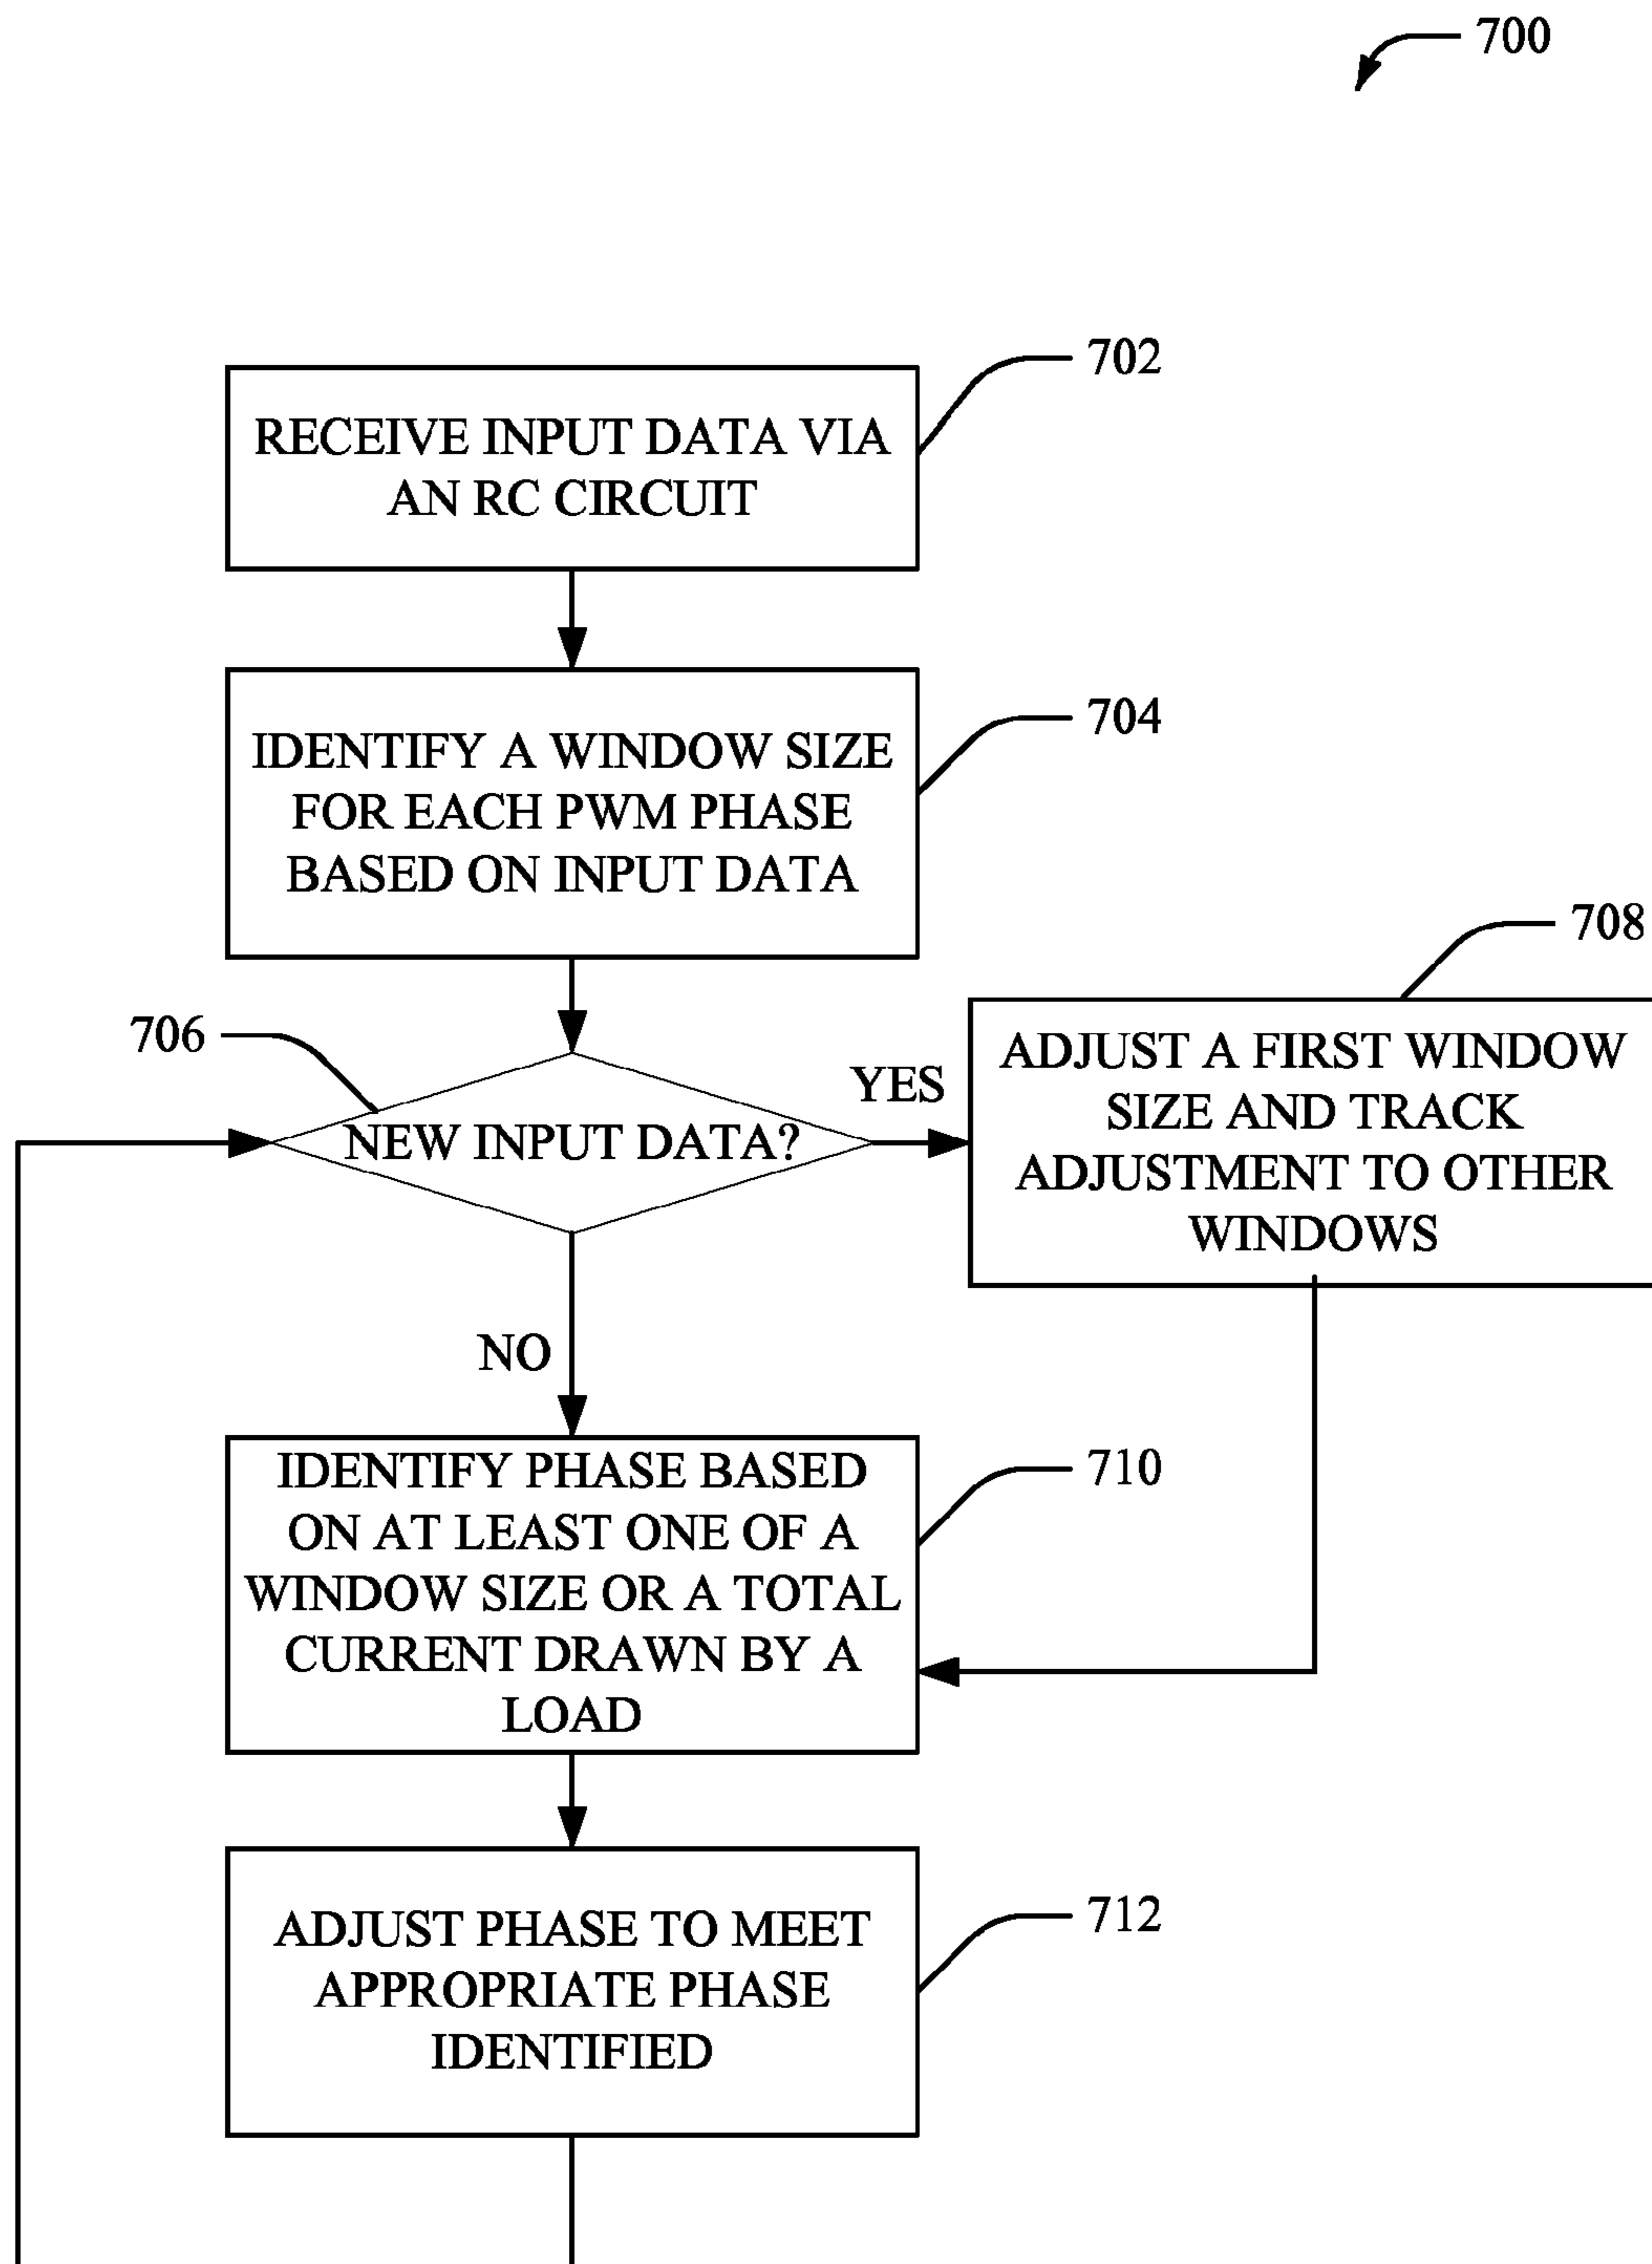 700
702
RECEIVE INPUT DATA VIA
AN RC CIRCUIT
704
IDENTIFY A WINDOW SIZE
FOR EACH PWM PHASE
BASED ON INPUT DATA
708
706
YES
ADJUST A FIRST WINDOW
SIZE AND TRACK
ADJUSTMENT TO OTHER
WINDOWS
NEW INPUT DATA?
NO
710
IDENTIFY PHASE BASED
ON AT LEAST ONE OF A
WINDOW SIZE OR A TOTAL
CURRENT DRAWN BY A
LOAD
712
ADJUST PHASE TO MEET
APPROPRIATE PHASE
IDENTIFIED